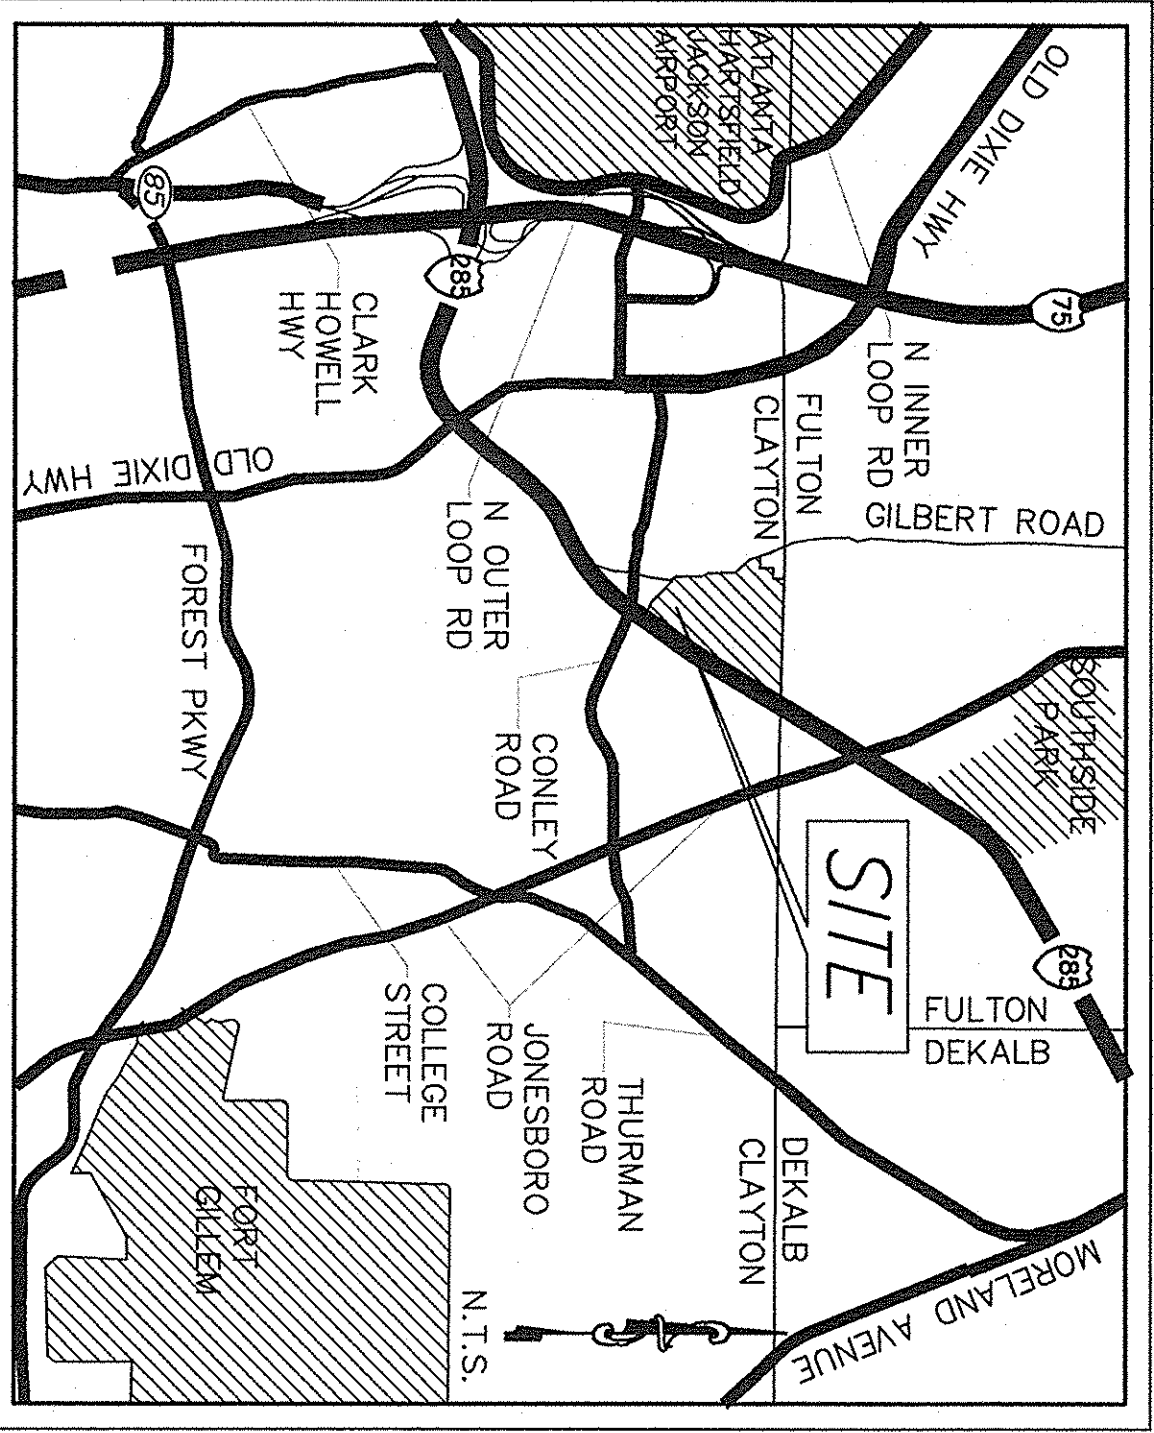 OLD DIXIE HWY
ATLANTA
HARTSFIELD
JACKSON
AIRPORT
75
N INNER
LOOP RD
GILBERT ROAD
FULTON
CLAYTON
85
285
CLARK
HOWELL
HWY
OLD DIXIE HWY
N OUTER
LOOP RD
FOREST PKWY
SOUTHSIDE
PARK
CONLEY
ROAD
SITE
285
FULTON
DEKALB
COLLEGE
STREET
JONESBORO
ROAD
THURMAN
ROAD
DEKALB
CLAYTON
MORELAND AVENUE
FORT
GILLEM
N.T.S.